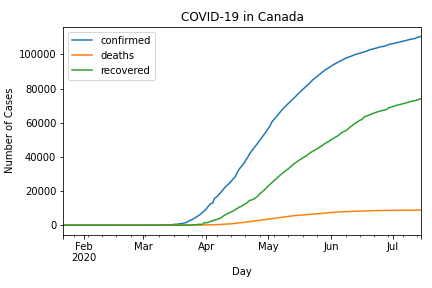 COVID-19 in Canada
confirmed
deaths
recovered
Number of Cases
100000
80000
60000
40000
20000
0
Feb Mar Apr May Jun Jul
2020
Day